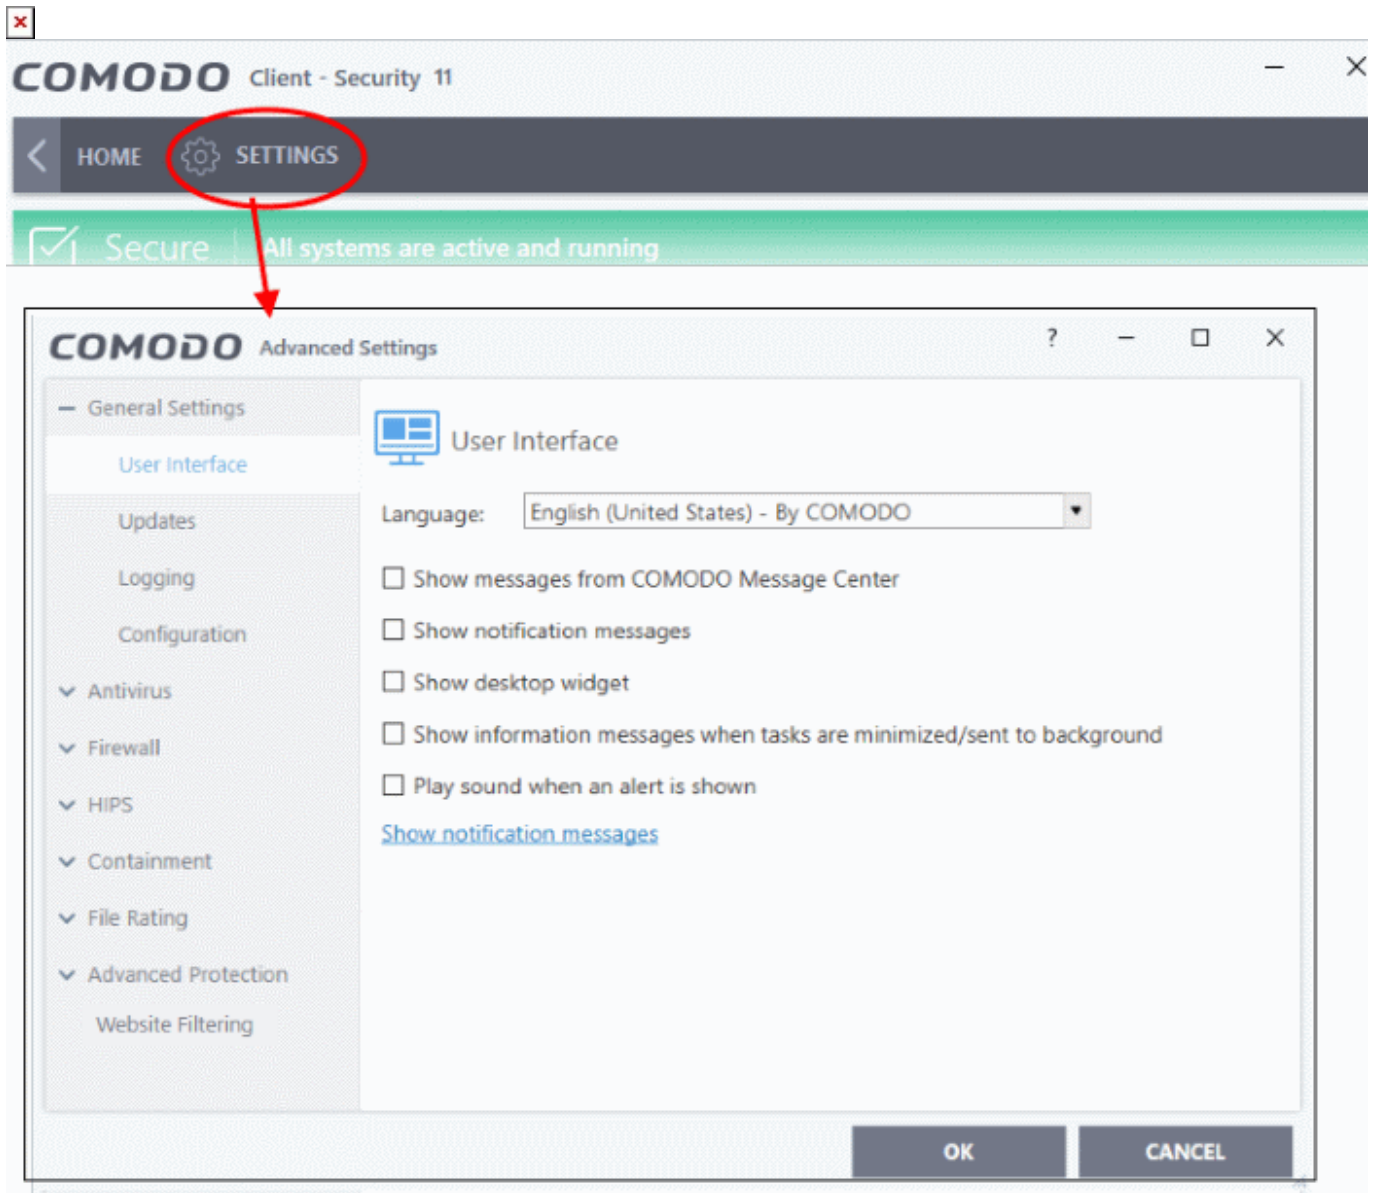 COMODO Client - Security 11
HOME SETTINGS
Secure All systems are active and running
COMODO Advanced Settings ?
General Settings
User Interface
Updates
Logging
Configuration
Antivirus
Firewall
HIPS
Containment
File Rating
Advanced Protection
Website Filtering
User Interface
Language: English (United States) - By COMODO
Show messages from COMODO Message Center
Show notification messages
Show desktop widget
Show information messages when tasks are minimized/sent to background
Play sound when an alert is shown
Show notification messages
OK CANCEL